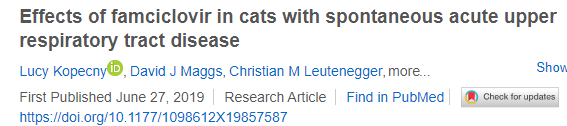 Effects of famciclovir in cats with spontaneous acute upper
respiratory tract disease
Lucy Kopecny iD, David J Maggs, Christian M Leutenegger, more... Show
First Published June 27, 2019 | Research Article | Find in PubMed | Check for updates
https://doi.org/10.1177/1098612X19857587